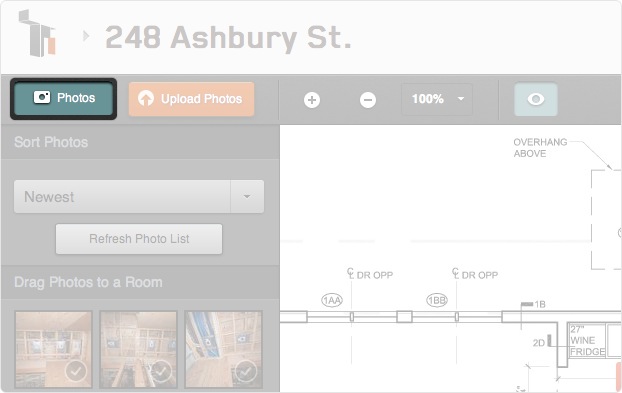 248 Ashbury St.
Photos
Upload Photos
100%
Sort Photos
Newest
Refresh Photo List
Drag Photos to a Room
OVERHANG
ABOVE
℄ DR OPP
℄ DR OPP
1AA
1BB
1B
2D
27"
WINE
FRIDGE